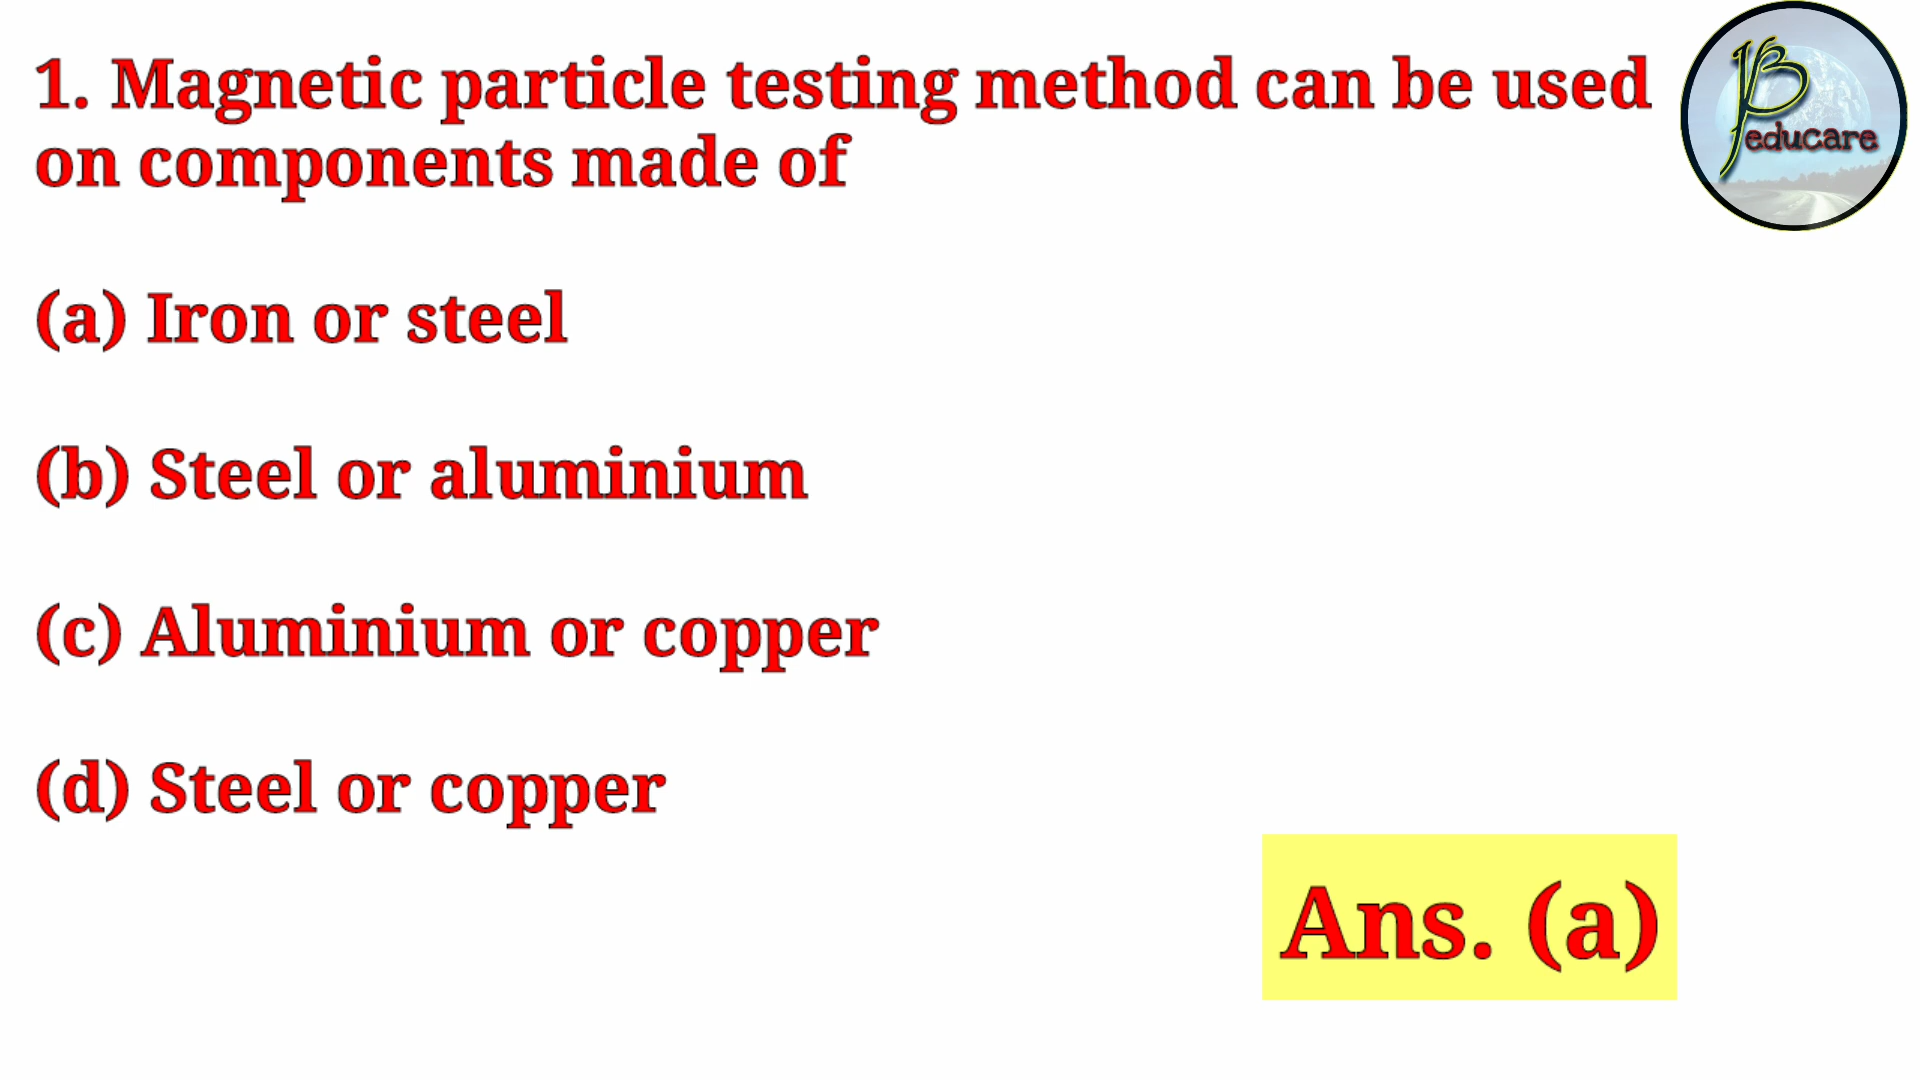 1. Magnetic particle testing method can be used
on components made of
(a) Iron or steel
(b) Steel or aluminium
(c) Aluminium or copper
(d) Steel or copper
Ans. (a)
educare